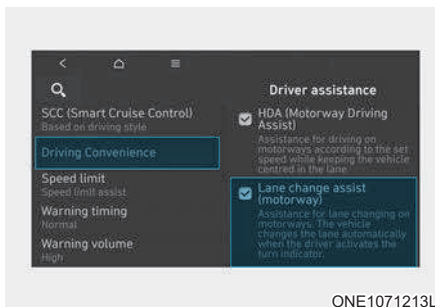 Driver assistance
SCC (Smart Cruise Control)
Based on driving style
Driving Convenience
Speed limit
Speed limit assist
Warning timing
Normal
Warning volume
High
HDA (Motorway Driving
Assist)
Assistance for driving on
motorways according to the set
speed while keeping the vehicle
centred in the lane
Lane change assist
(motorway)
Assistance for lane changing on
motorways. The vehicle
changes the lane automatically
when the driver activates the
turn indicator.
ONE1071213L